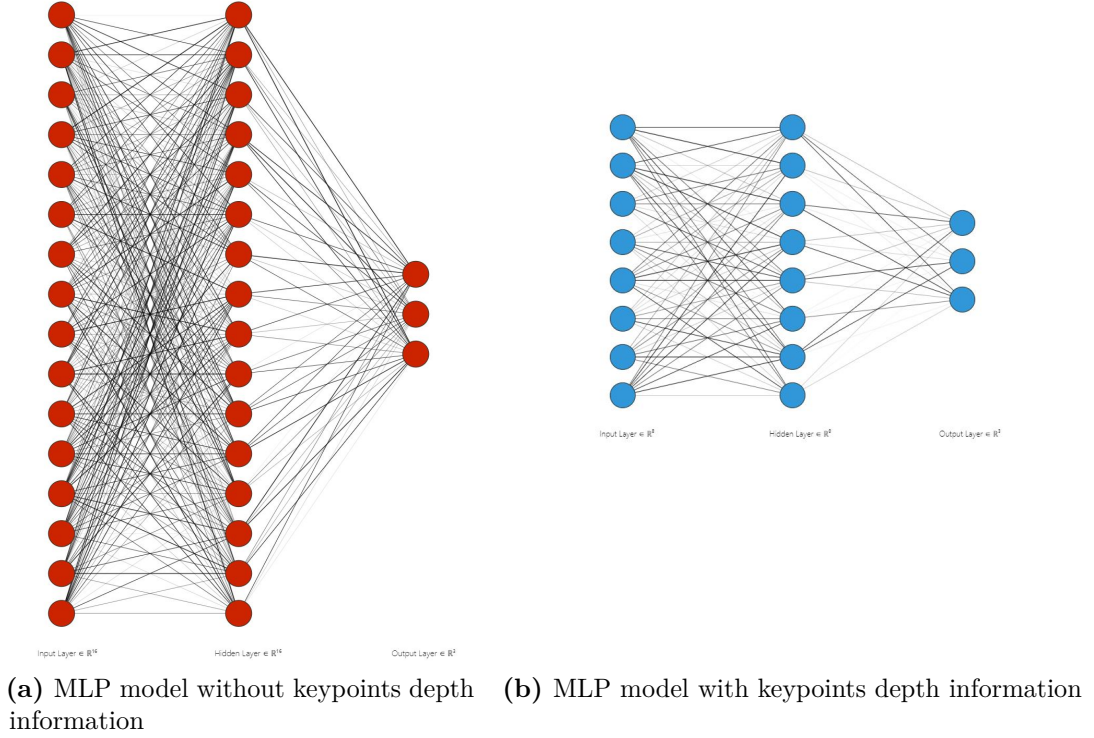 Input Layer ∈ ℝ¹⁶ Hidden Layer ∈ ℝ¹⁶ Output Layer ∈ ℝ³
Input Layer ∈ ℝ⁸ Hidden Layer ∈ ℝ⁸ Output Layer ∈ ℝ³
(a) MLP model without keypoints depth
information
(b) MLP model with keypoints depth information